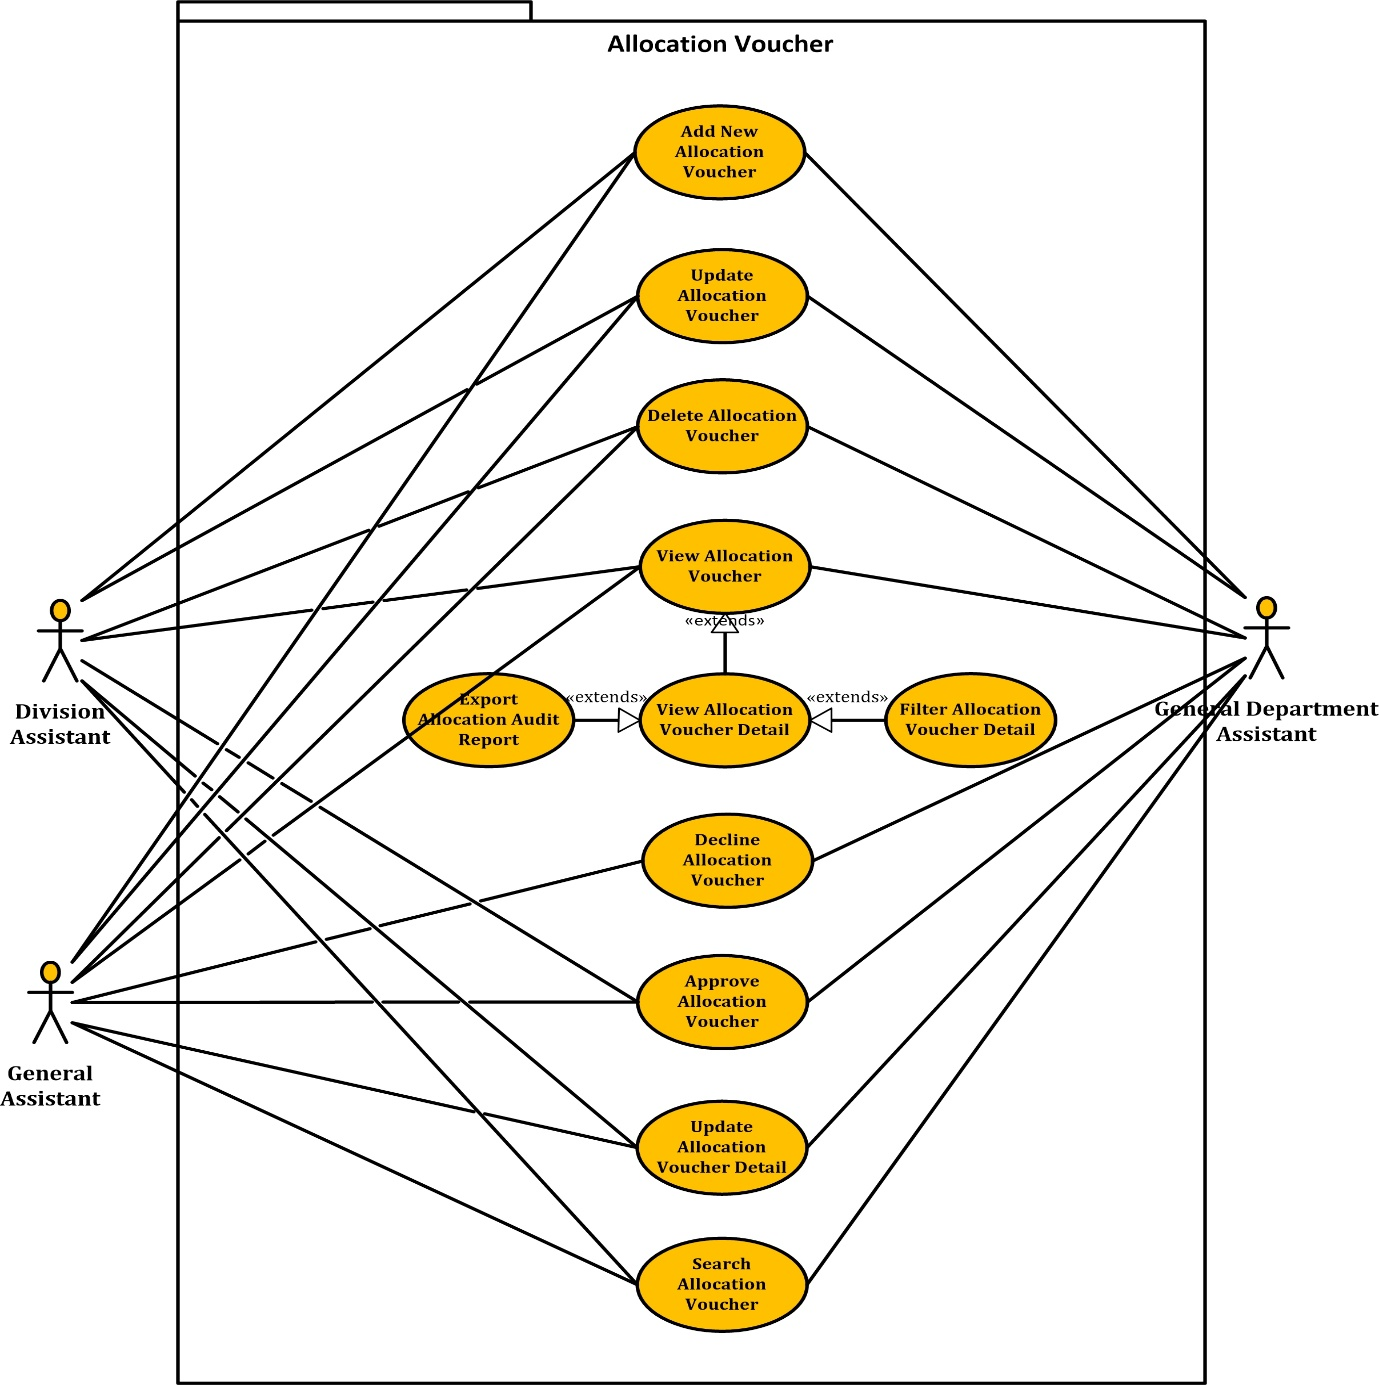 Allocation Voucher
Add New
Allocation
Voucher
Update
Allocation
Voucher
Delete Allocation
Voucher
View Allocation
Voucher
«extends»
Division
Assistant
Export
Allocation Audit
Report
«extends»
View Allocation
Voucher Detail
«extends»
Filter Allocation
Voucher Detail
General Department
Assistant
Decline
Allocation
Voucher
Approve
Allocation
Voucher
General
Assistant
Update
Allocation
Voucher Detail
Search
Allocation
Voucher